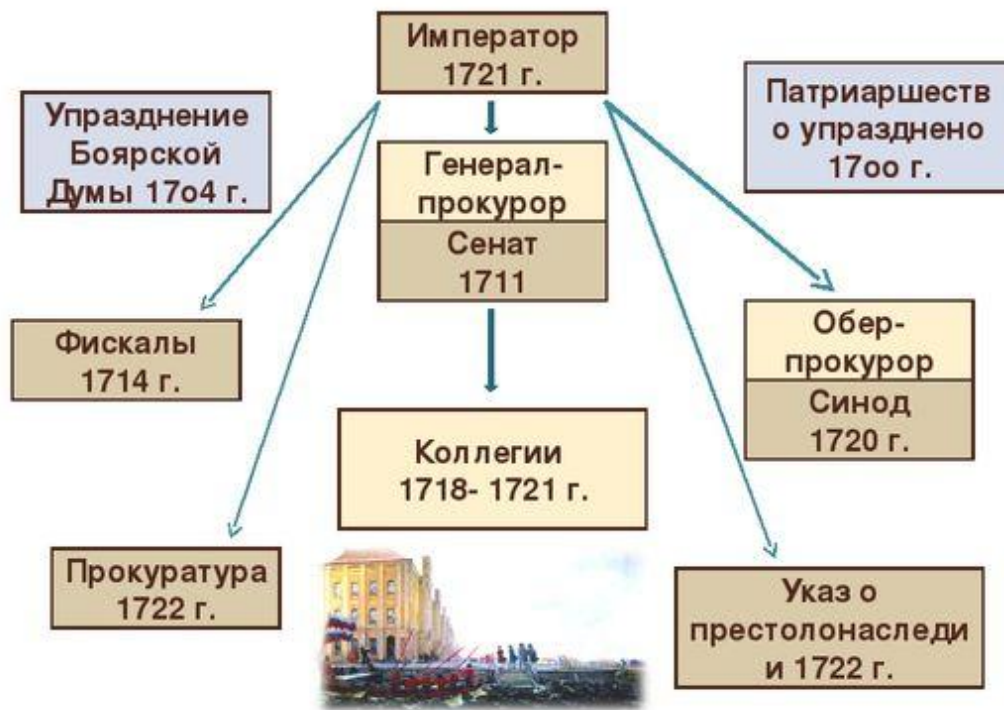 Император
1721 г.
Упразднение
Боярской
Думы 17о4 г.
Патриаршеств
о упразднено
17оо г.
Генерал-
прокурор
Сенат
1711
Фискалы
1714 г.
Обер-
прокурор
Синод
1720 г.
Коллегии
1718- 1721 г.
Прокуратура
1722 г.
Указ о
престолонаследи
и 1722 г.